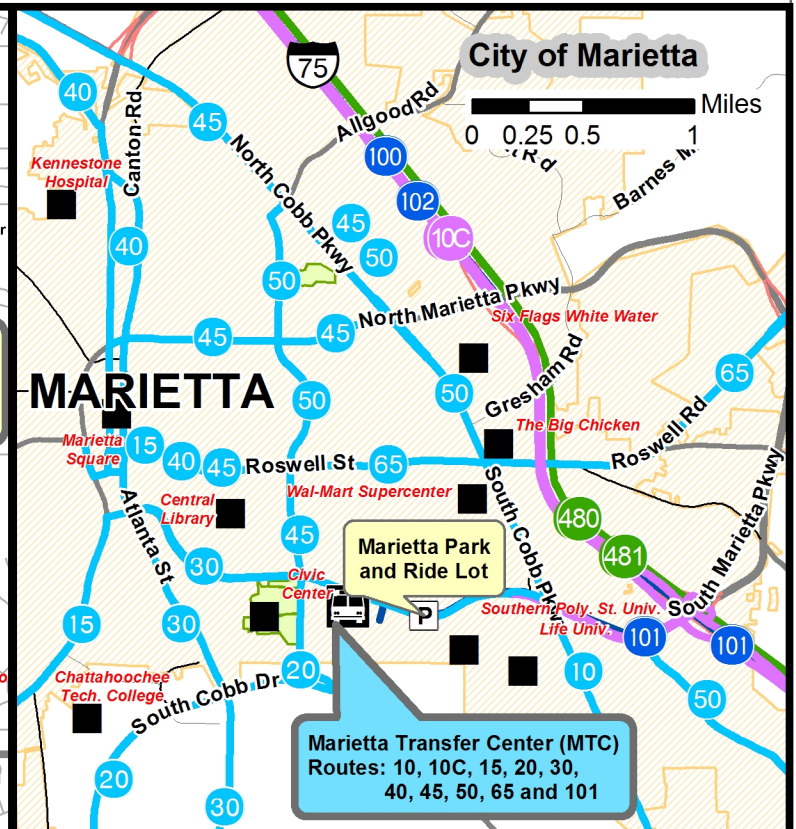 City of Marietta
Miles
0 0.25 0.5 1
75
40
Canton Rd
45
Allgood Rd
t Rd
Barnes M
Kennestone
Hospital
North Cobb Pkwy
100
102
10C
40
45
50
50
North Marietta Pkwy
Six Flags White Water
45
45
Gresham Rd
65
MARIETTA
50
50
The Big Chicken
Roswell Rd
Marietta
Square
15
40
45
Roswell St
65
South Marietta Pkwy
Wal-Mart Supercenter
Central
Library
Atlanta St
South Cobb Pkw
480
481
45
Marietta Park
and Ride Lot
30
Civic
Center
P
Southern Poly. St. Univ.
Life Univ.
15
30
101
101
Chattahoochee
Tech. College
South Cobb Dr
20
10
50
20
30
Marietta Transfer Center (MTC)
Routes: 10, 10C, 15, 20, 30,
40, 45, 50, 65 and 101